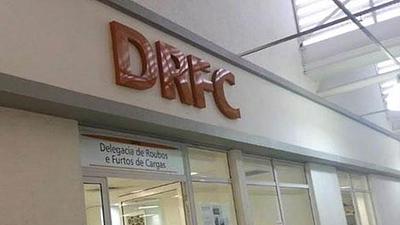 DRFC
Delegacia de Roubos
e Furtos de Cargas